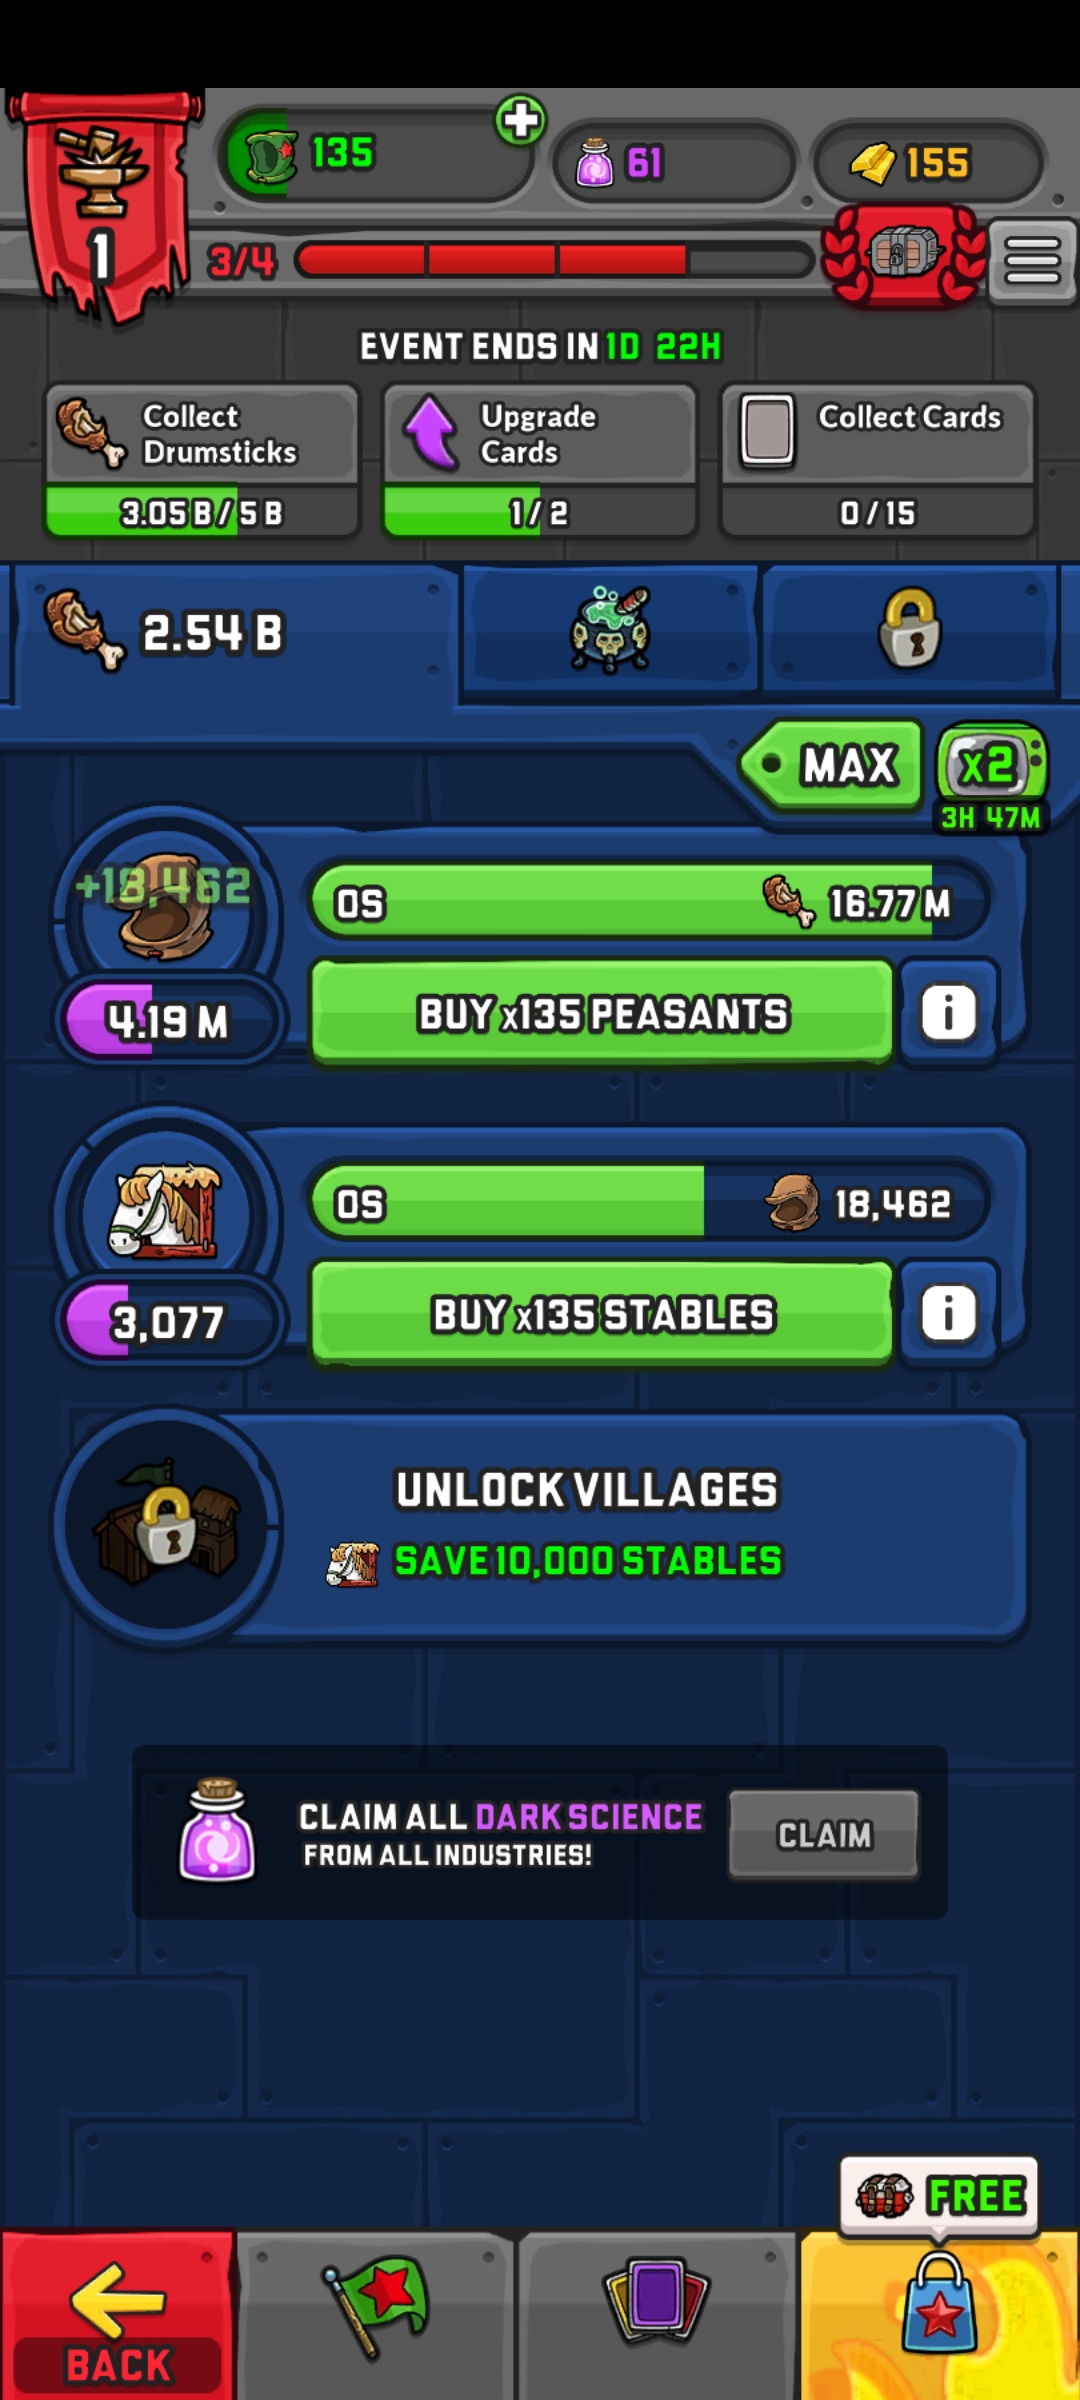 135
61
155
1
3/4
EVENT ENDS IN 1D 22H
Collect
Drumsticks
3.05 B / 5 B
Upgrade
Cards
1 / 2
Collect Cards
0 / 15
2.54 B
MAX
x2
3H 47M
+18,462
0S
16.77 M
4.19 M
BUY x135 PEASANTS
i
0S
18,462
3,077
BUY x135 STABLES
i
UNLOCK VILLAGES
SAVE 10,000 STABLES
CLAIM ALL DARK SCIENCE
FROM ALL INDUSTRIES!
CLAIM
FREE
BACK